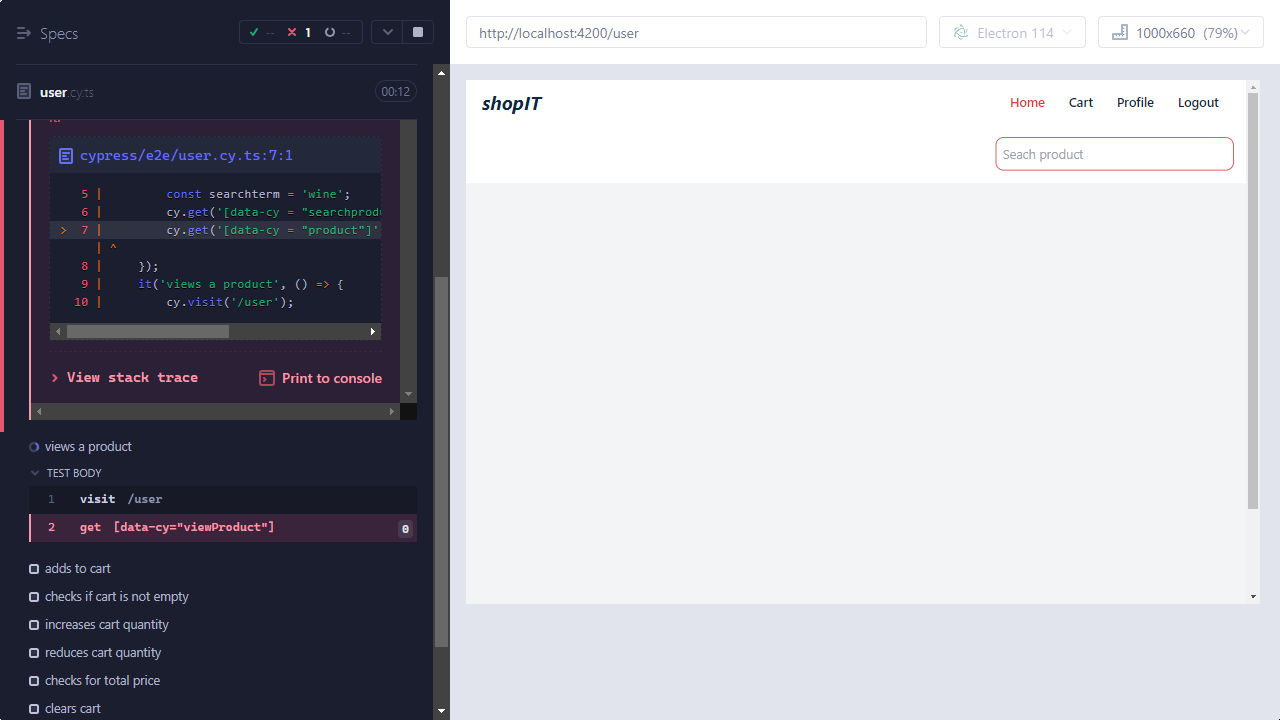 Specs
-- 1 --
user.cy.ts
00:12
cypress/e2e/user.cy.ts:7:1
5 | const searchterm = 'wine';
6 | cy.get('[data-cy = "searchprodu
> 7 | cy.get('[data-cy = "product"]'
| ^
8 | });
9 | it('views a product', () => {
10 | cy.visit('/user');
View stack trace
Print to console
views a product
TEST BODY
1 visit /user
2 get [data-cy="viewProduct"] 0
adds to cart
checks if cart is not empty
increases cart quantity
reduces cart quantity
checks for total price
clears cart
http://localhost:4200/user
Electron 114
1000x660 (79%)
shopIT
Home Cart Profile Logout
Seach product